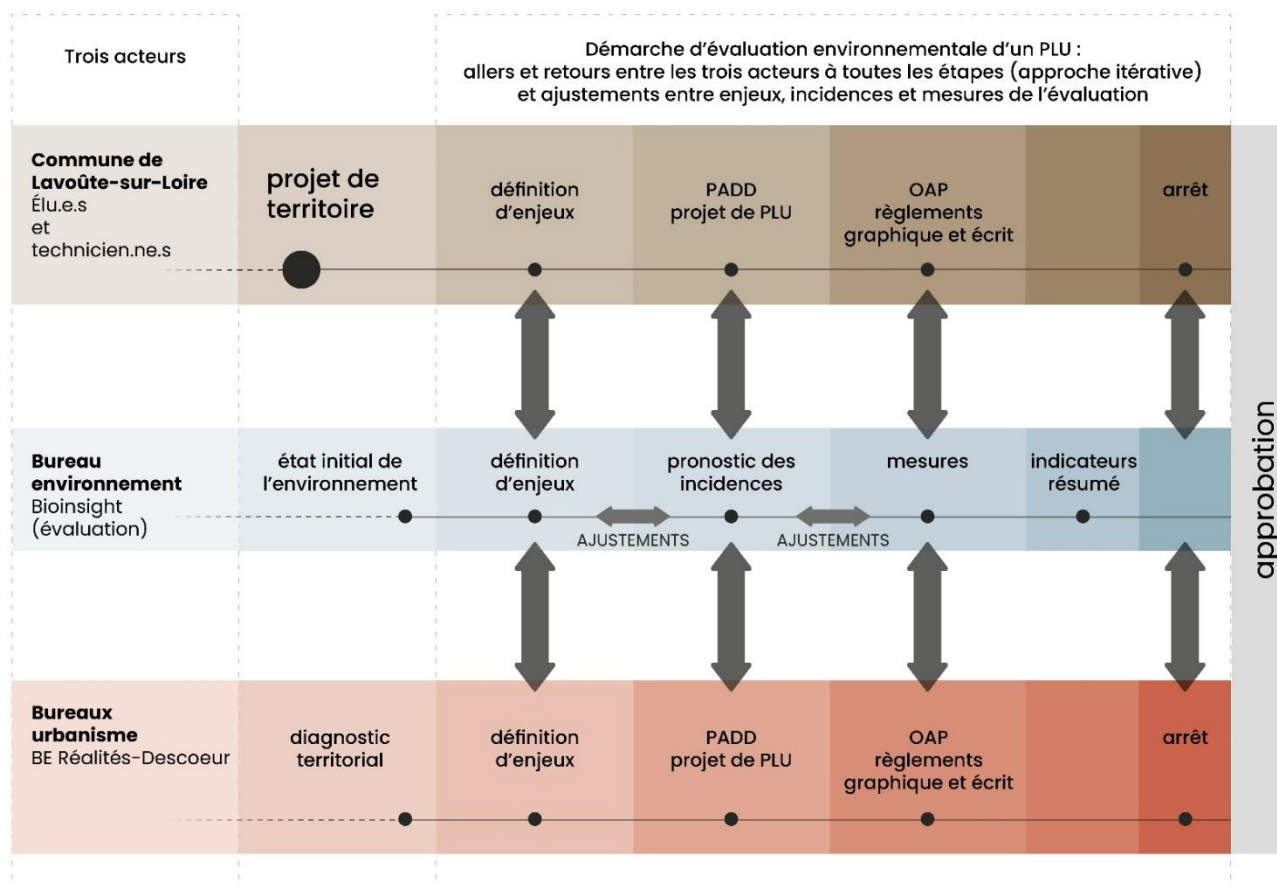 Trois acteurs
Démarche d'évaluation environnementale d'un PLU :
allers et retours entre les trois acteurs à toutes les étapes (approche itérative)
et ajustements entre enjeux, incidences et mesures de l'évaluation
Commune de
Lavoûte-sur-Loire
Élu.e.s
et
technicien.ne.s
projet de
territoire
définition
d'enjeux
PADD
projet de PLU
OAP
règlements
graphique et écrit
arrêt
Bureau
environnement
Bioinsight
(évaluation)
état initial de
l'environnement
définition
d'enjeux
pronostic des
incidences
mesures
indicateurs
résumé
AJUSTEMENTS
AJUSTEMENTS
Bureaux
urbanisme
BE Réalités-Descoeur
diagnostic
territorial
définition
d'enjeux
PADD
projet de PLU
OAP
règlements
graphique et écrit
arrêt
approbation